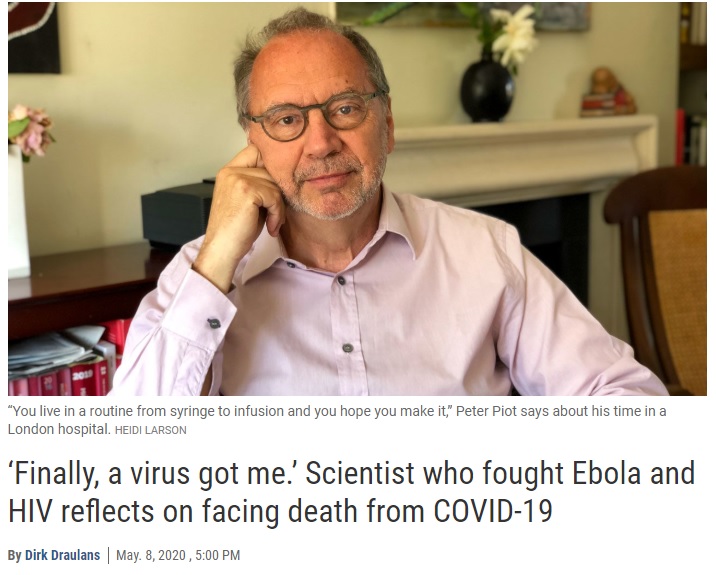 2019
“You live in a routine from syringe to infusion and you hope you make it,” Peter Piot says about his time in a
London hospital. HEIDI LARSON
‘Finally, a virus got me.’ Scientist who fought Ebola and
HIV reflects on facing death from COVID-19
By Dirk Draulans | May. 8, 2020 , 5:00 PM